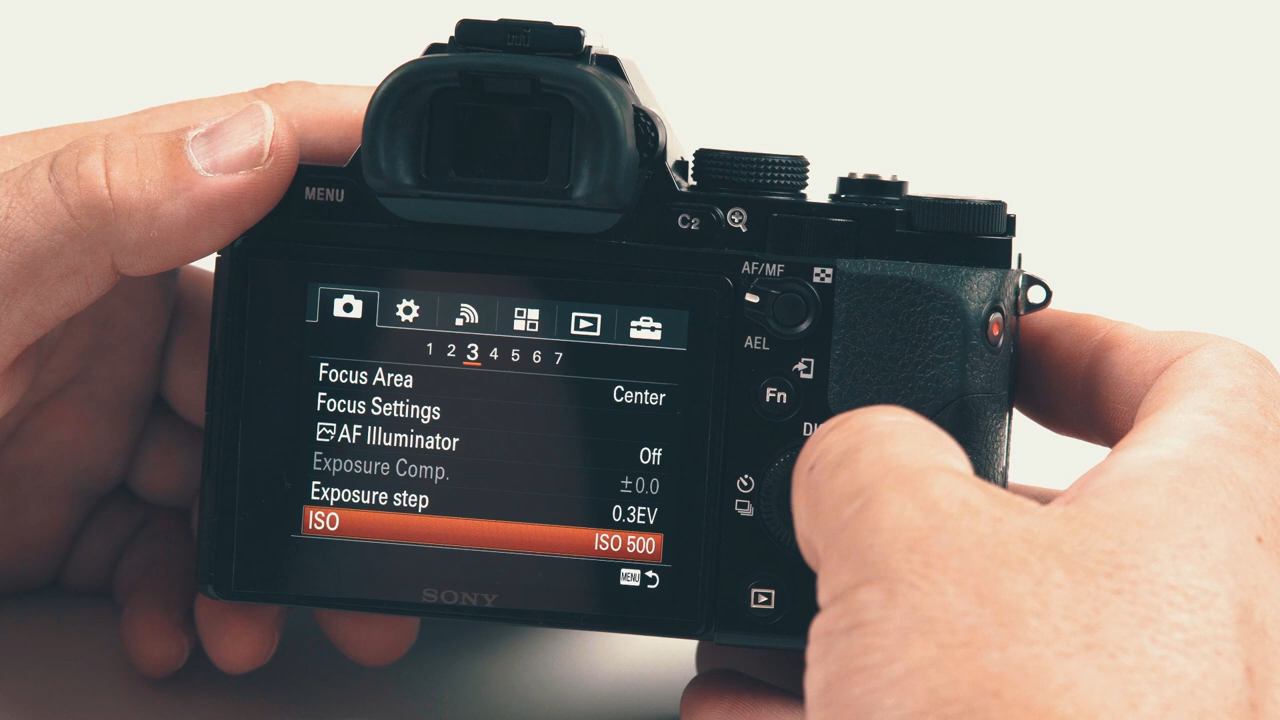 MENU
C2
AF/MF
AEL
Fn
1 2 3 4 5 6 7
Focus Area Center
Focus Settings
AF Illuminator Off
Exposure Comp. ±0.0
Exposure step 0.3EV
ISO ISO 500
MENU
SONY